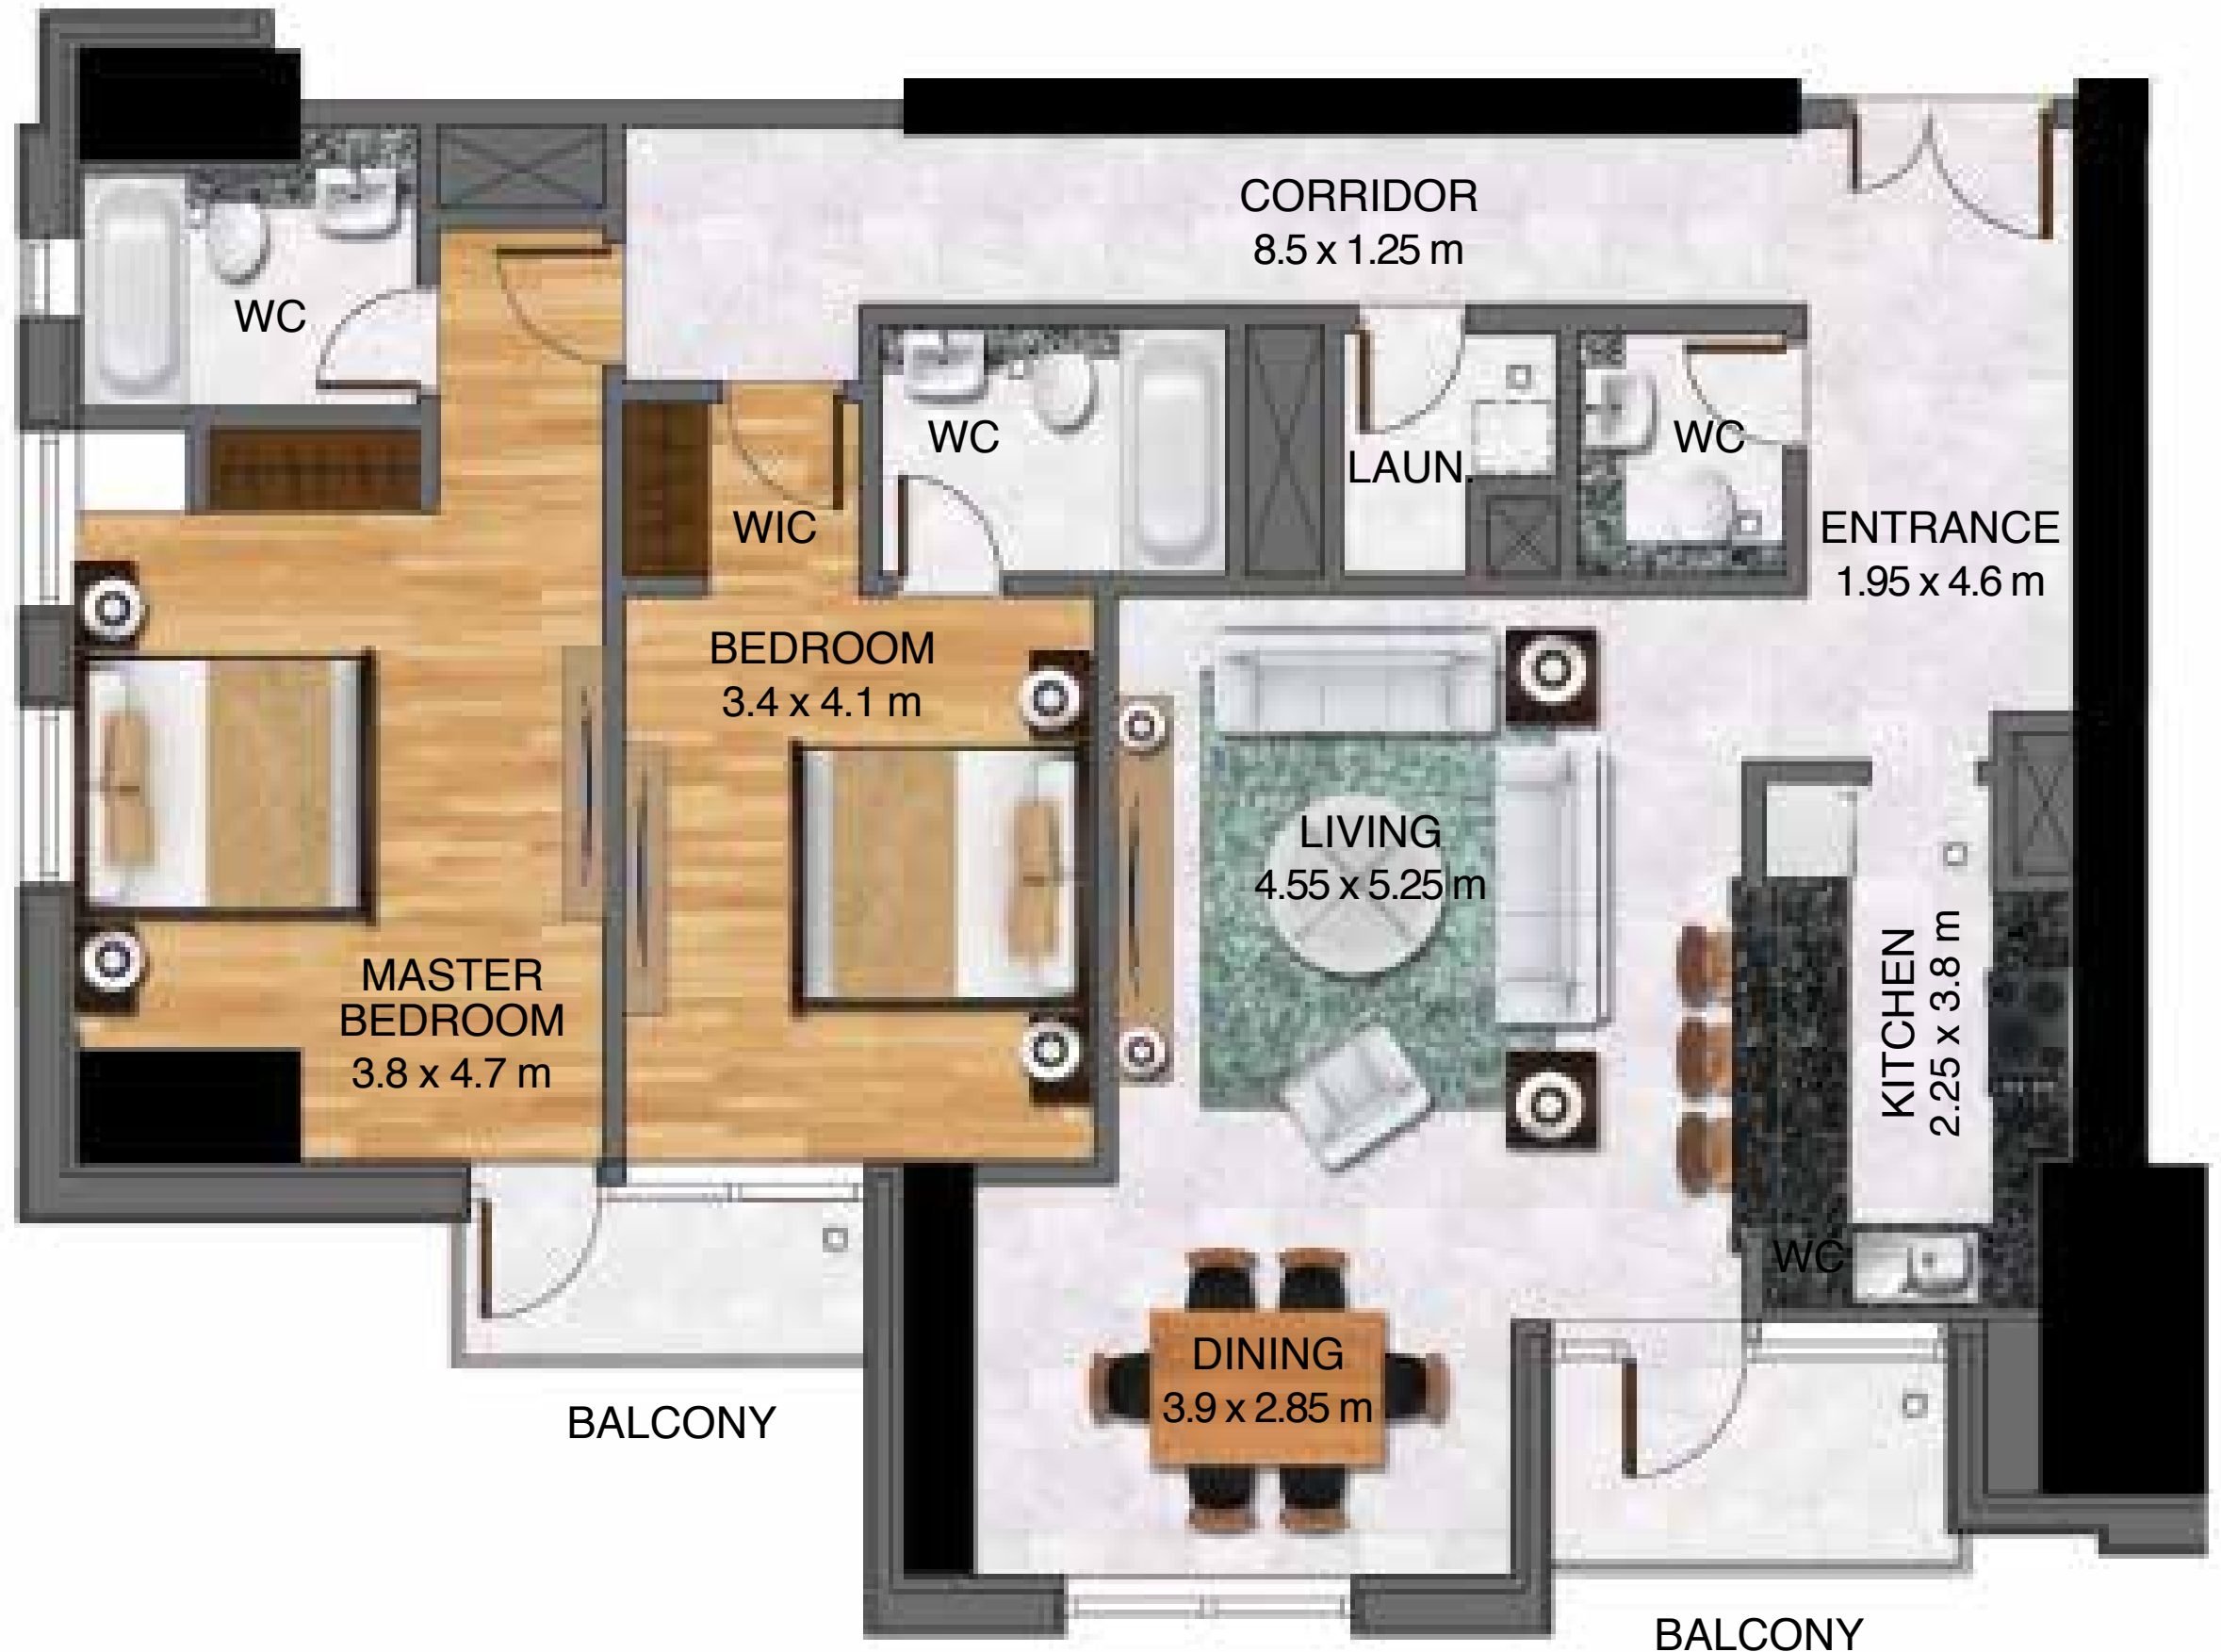 CORRIDOR
8.5 x 1.25 m
WC
WC
LAUN.
WC
WIC
ENTRANCE
1.95 x 4.6 m
BEDROOM
3.4 x 4.1 m
LIVING
4.55 x 5.25 m
MASTER
BEDROOM
3.8 x 4.7 m
KITCHEN
2.25 x 3.8 m
WC
DINING
3.9 x 2.85 m
BALCONY
BALCONY